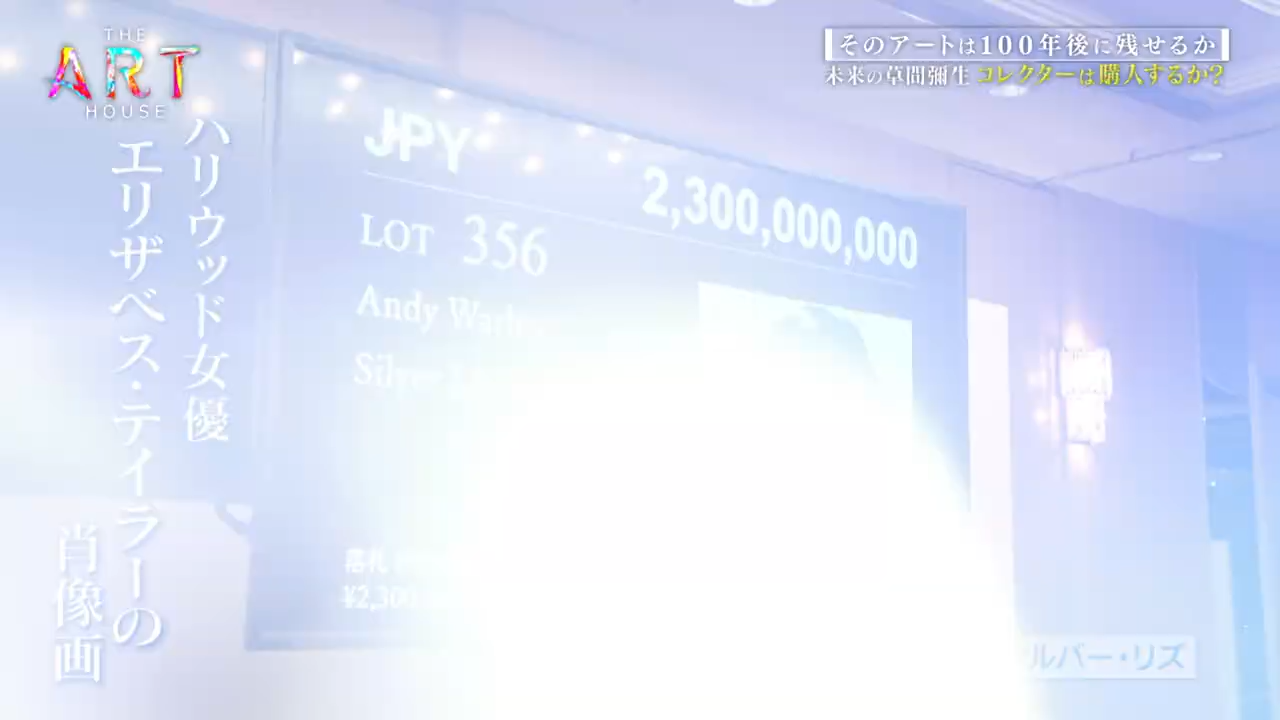 THE
ART
HOUSE
そのアートは100年後に残せるか
未来の草間彌生 コレクターは購入するか?
ハリウッド女優
エリザベス・テイラーの
肖像画
JPY
2,300,000,000
LOT 356
Andy
落札
ルバー・リズ